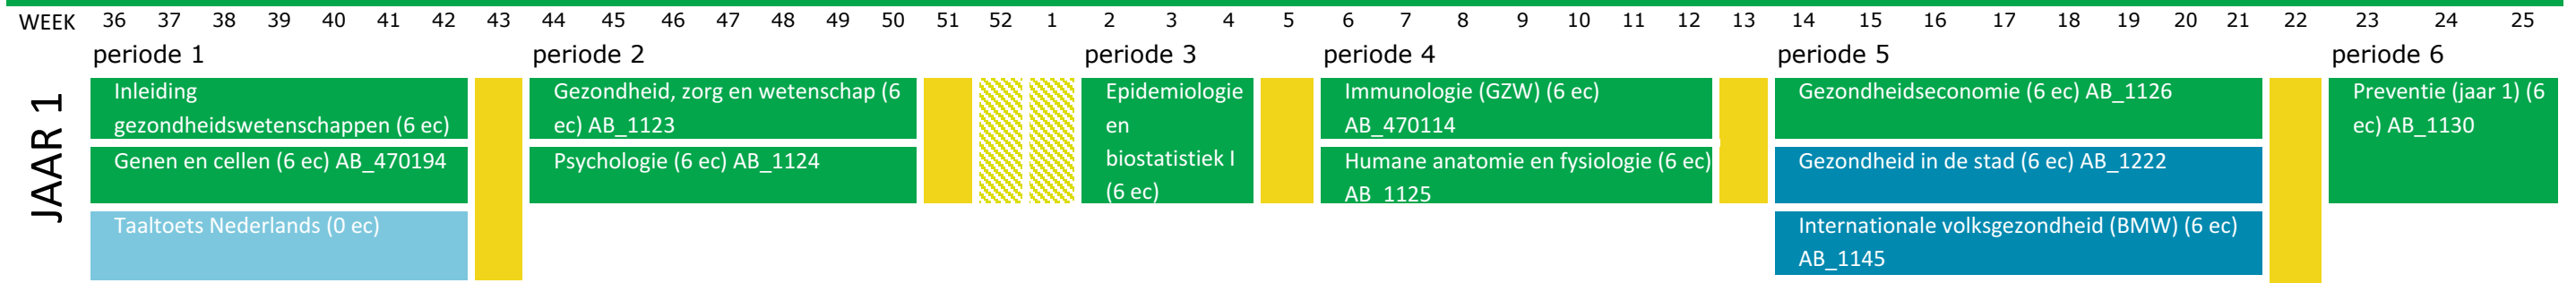 WEEK 36 37 38 39 40 41 42 43 44 45 46 47 48 49 50 51 52 1 2 3 4 5 6 7 8 9 10 11 12 13 14 15 16 17 18 19 20 21 22 23 24 25
periode 1 periode 2 periode 3 periode 4 periode 5 periode 6
JAAR 1
Inleiding
gezondheidswetenschappen (6 ec)
Genen en cellen (6 ec) AB_470194
Taaltoets Nederlands (0 ec)
Gezondheid, zorg en wetenschap (6
ec) AB_1123
Psychologie (6 ec) AB_1124
Epidemiologie
en
biostatistiek I
(6 ec)
Immunologie (GZW) (6 ec)
AB_470114
Humane anatomie en fysiologie (6 ec)
AB_1125
Gezondheidseconomie (6 ec) AB_1126
Gezondheid in de stad (6 ec) AB_1222
Internationale volksgezondheid (BMW) (6 ec)
AB_1145
Preventie (jaar 1) (6
ec) AB_1130